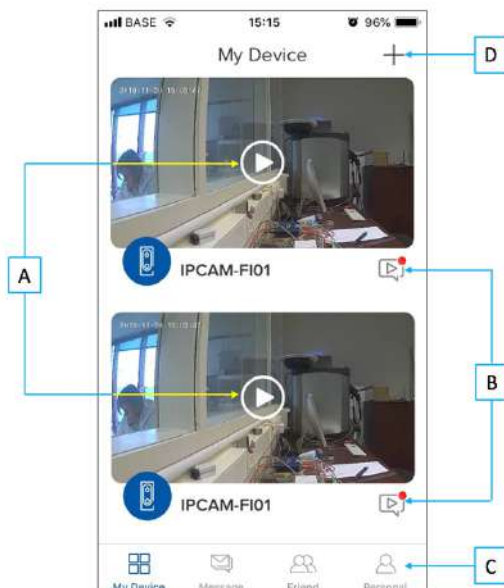 BASE 15:15 96%
My Device
D
IPCAM-FI01
A
IPCAM-FI01
B
My Device Message Friend Personal
C